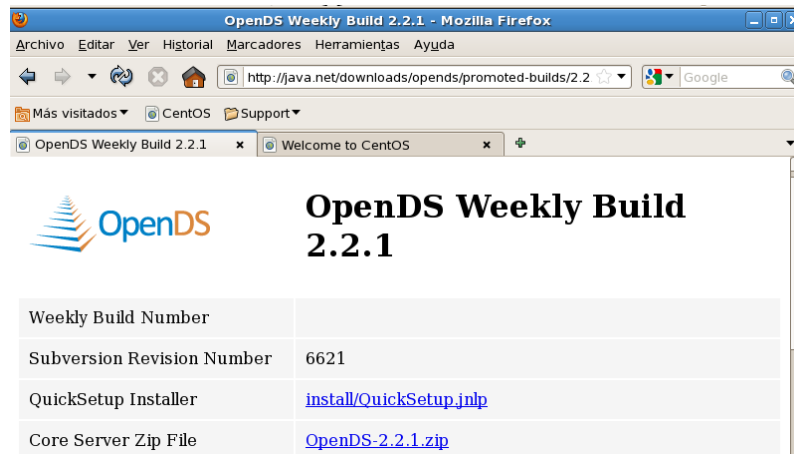 OpenDS Weekly Build 2.2.1 - Mozilla Firefox
Archivo Editar Ver Historial Marcadores Herramientas Ayuda
http://java.net/downloads/opends/promoted-builds/2.2 Google
Más visitados CentOS Support
OpenDS Weekly Build 2.2.1 Welcome to CentOS
OpenDS
OpenDS Weekly Build
2.2.1
Weekly Build Number
Subversion Revision Number 6621
QuickSetup Installer install/QuickSetup.jnlp
Core Server Zip File OpenDS-2.2.1.zip